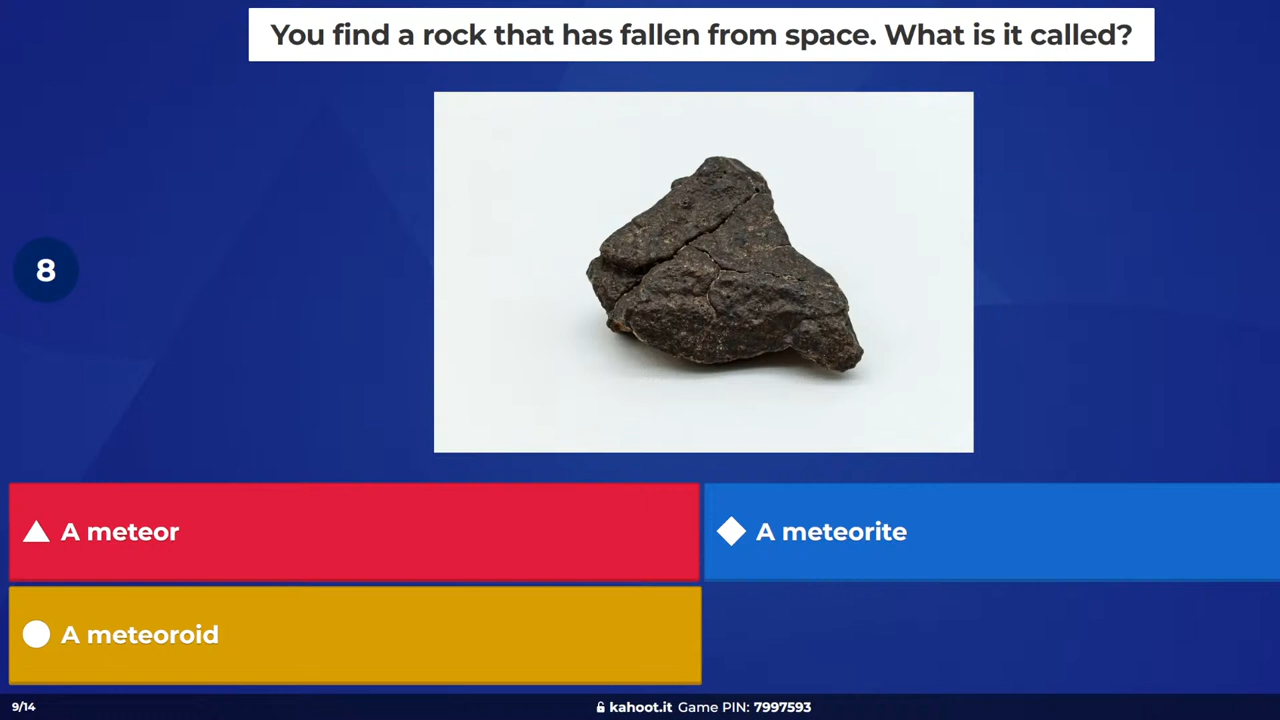 You find a rock that has fallen from space. What is it called?
8
A meteor
A meteorite
A meteoroid
9/14
kahoot.it Game PIN: 7997593